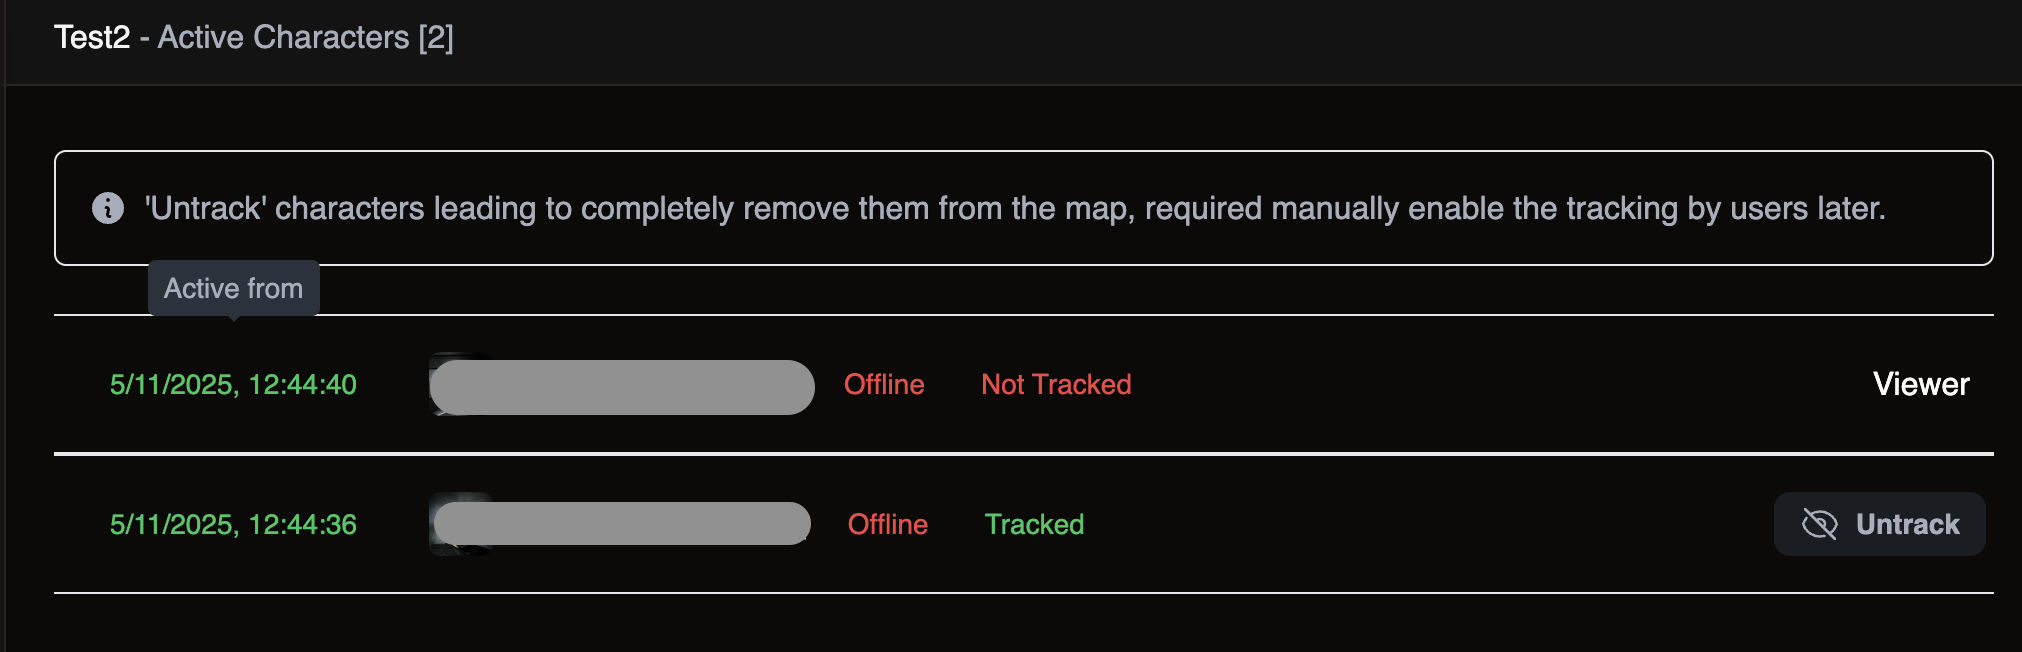 Test2 - Active Characters [2]
'Untrack' characters leading to completely remove them from the map, required manually enable the tracking by users later.
Active from
5/11/2025, 12:44:40 Offline Not Tracked Viewer
5/11/2025, 12:44:36 Offline Tracked Untrack